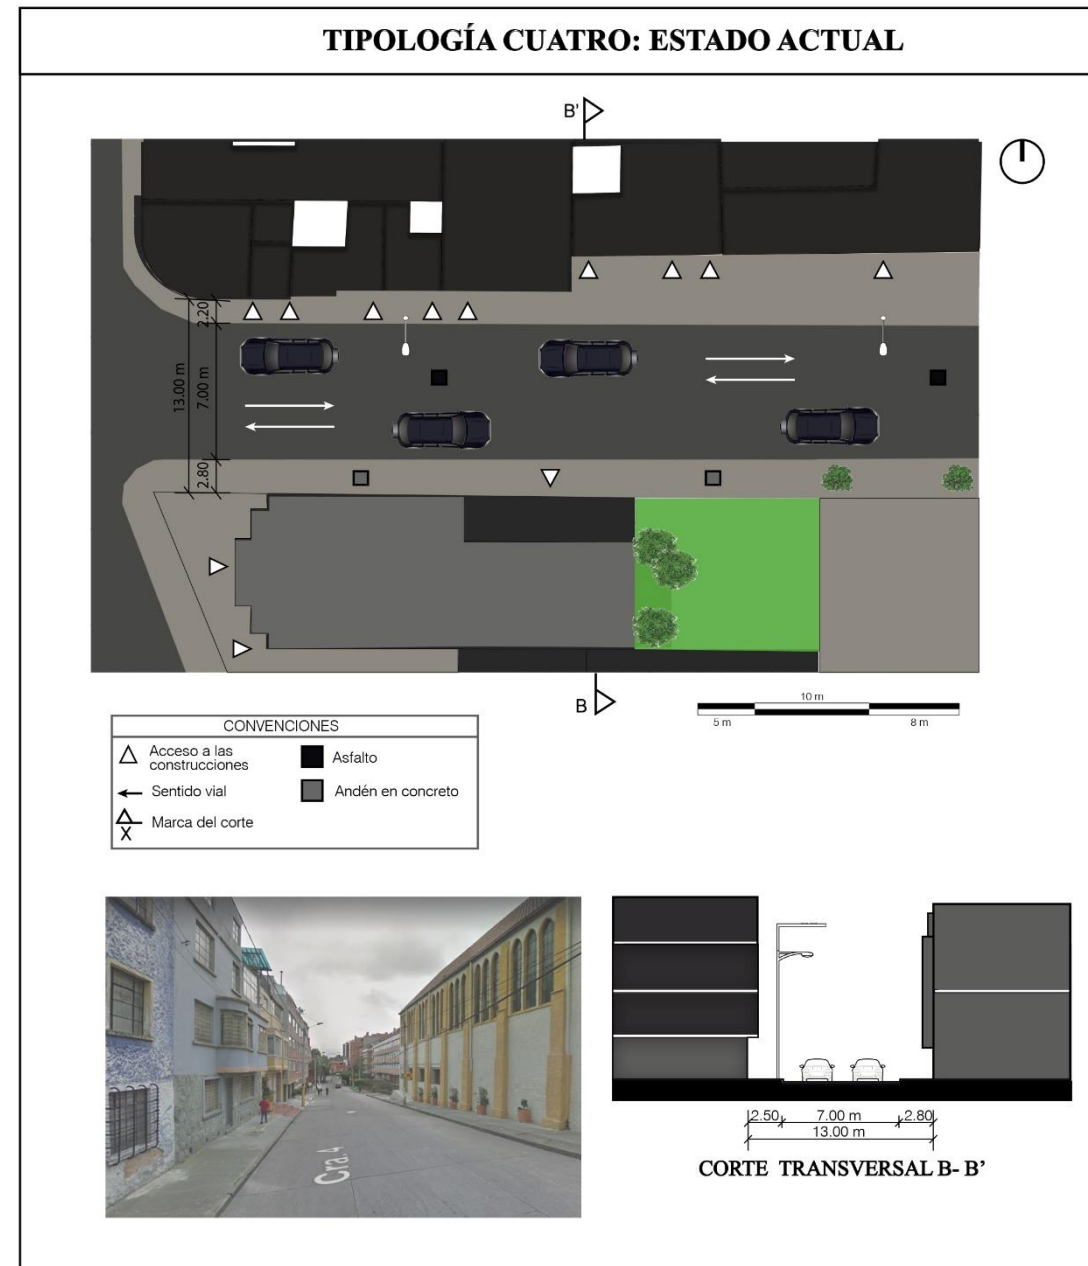 TIPOLOGÍA CUATRO: ESTADO ACTUAL
B'
2.20
7.00 m
13.00 m
2.80
B
10 m
5 m
8 m
CONVENCIONES
Acceso a las
construcciones
Asfalto
Sentido vial
Andén en concreto
X
Marca del corte
Cra.4
2.50
7.00 m
2.80
13.00 m
CORTE TRANSVERSAL B- B'